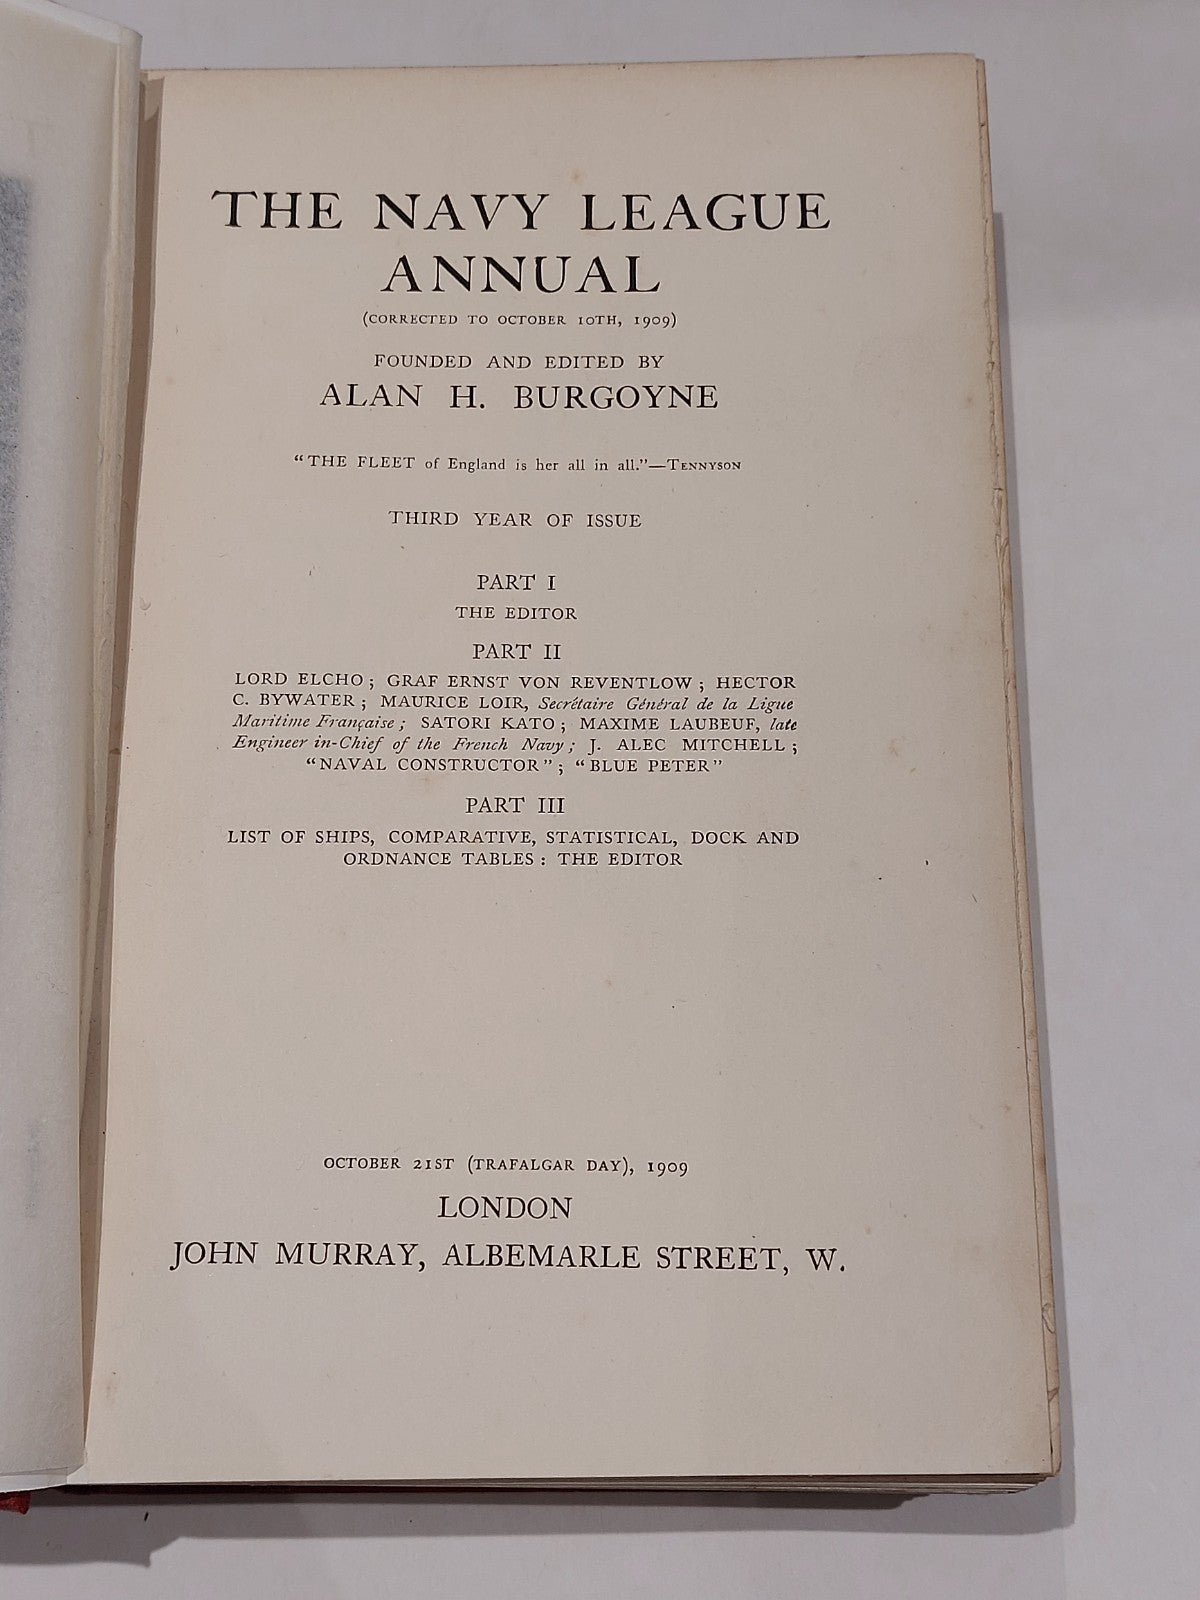 THE NAVY LEAGUE
ANNUAL
(CORRECTED TO OCTOBER 10TH, 1909)
FOUNDED AND EDITED BY
ALAN H. BURGOYNE
"THE FLEET of England is her all in all."—TENNYSON
THIRD YEAR OF ISSUE
PART I
THE EDITOR
PART II
LORD ELCHO; GRAF ERNST VON REVENTLOW; HECTOR
C. BYWATER; MAURICE LOIR, Secrétaire Général de la Ligue
Maritime Française; SATORI KATO; MAXIME LAUBEUF, late
Engineer in-Chief of the French Navy; J. ALEC MITCHELL;
"NAVAL CONSTRUCTOR"; "BLUE PETER"
PART III
LIST OF SHIPS, COMPARATIVE, STATISTICAL, DOCK AND
ORDNANCE TABLES: THE EDITOR
OCTOBER 21ST (TRAFALGAR DAY), 1909
LONDON
JOHN MURRAY, ALBEMARLE STREET, W.